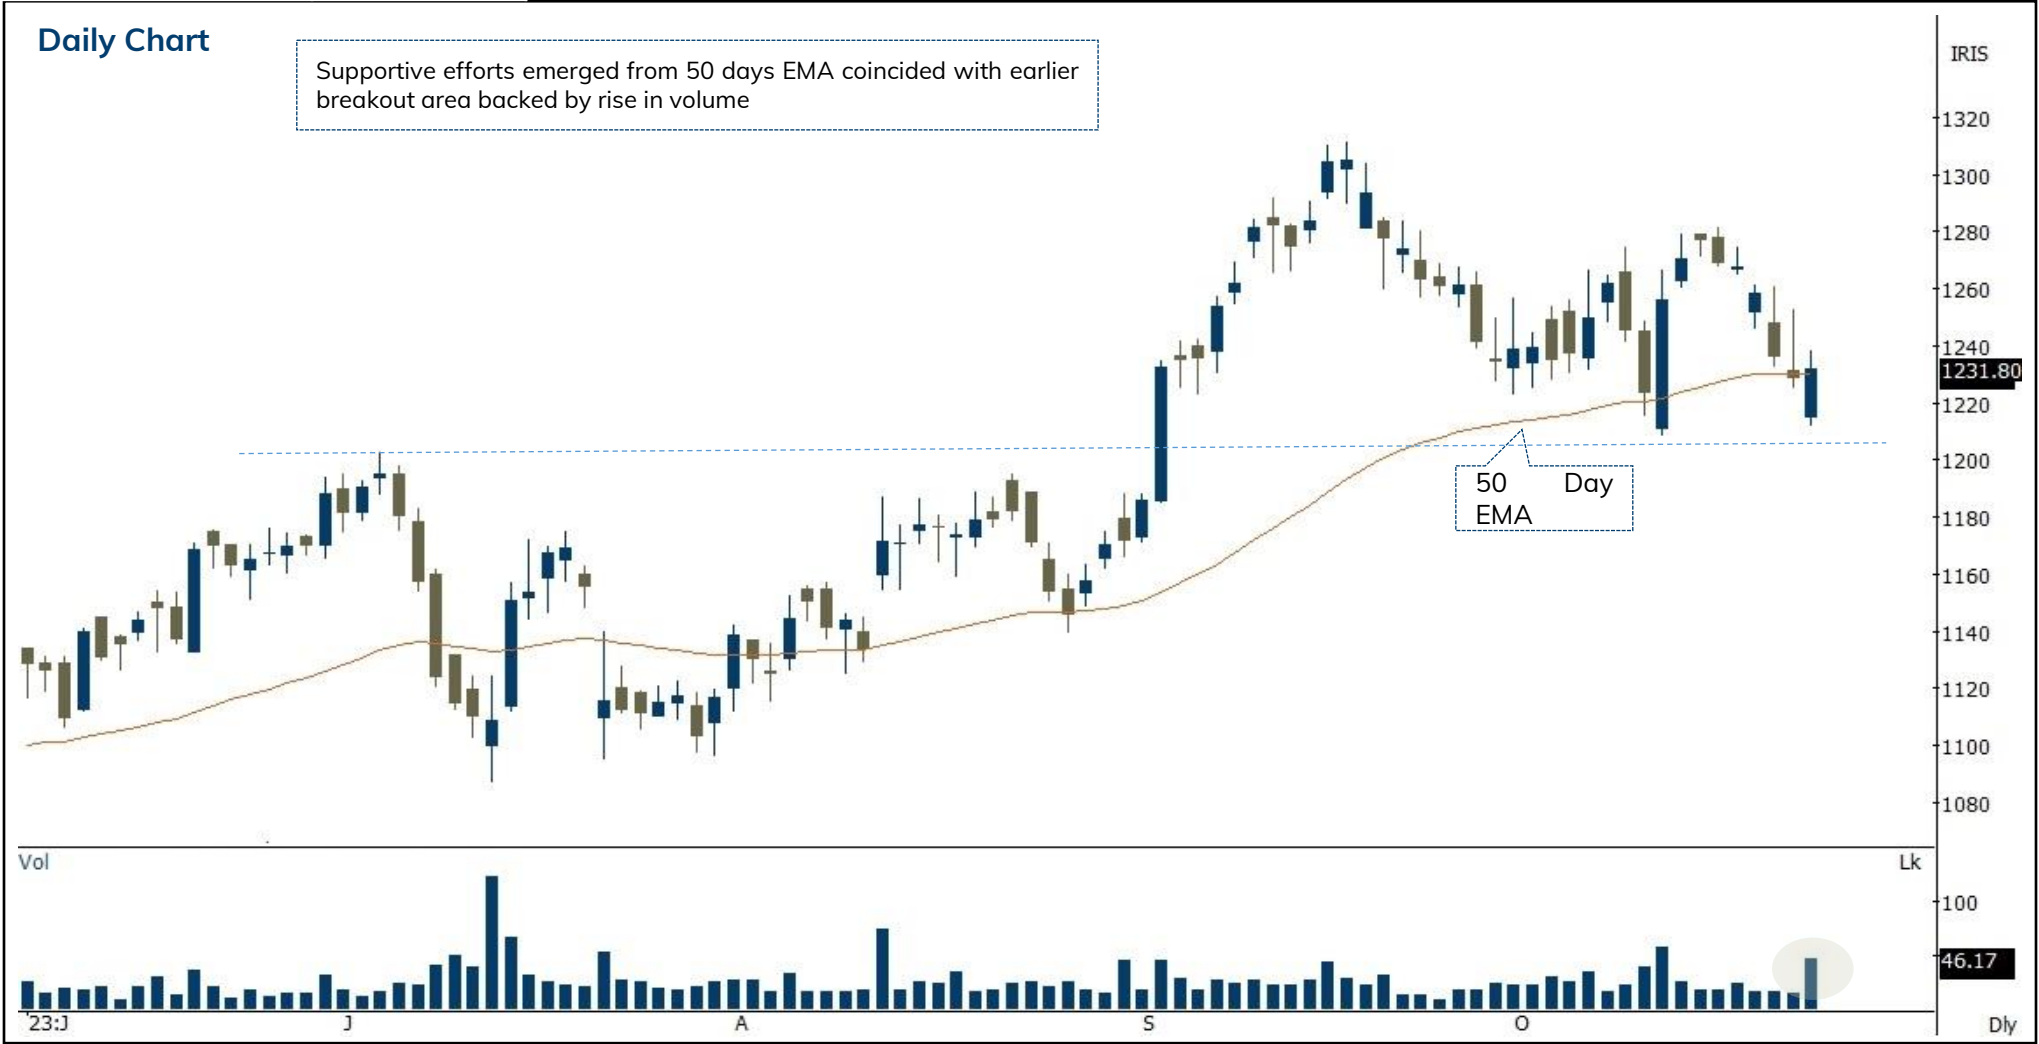 Daily Chart
Supportive efforts emerged from 50 days EMA coincided with earlier
breakout area backed by rise in volume
IRIS
1320
1300
1280
1260
1240
1231.80
1220
1200
50 Day
EMA
1180
1160
1140
1120
1100
1080
Vol
Lk
100
46.17
'23:J J A S O
Dly